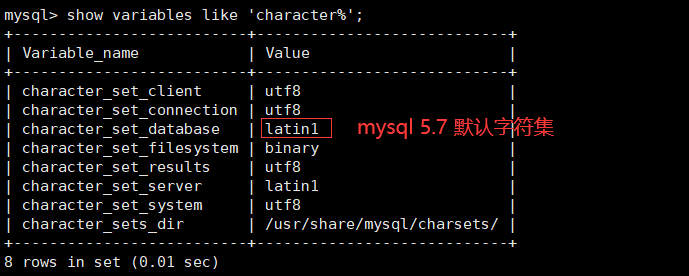 mysql> show variables like 'character%';
+--------------------------+----------------------------+
| Variable_name | Value |
+--------------------------+----------------------------+
| character_set_client | utf8 |
| character_set_connection | utf8 |
| character_set_database | latin1 | mysql 5.7 默认字符集
| character_set_filesystem | binary |
| character_set_results | utf8 |
| character_set_server | latin1 |
| character_set_system | utf8 |
| character_sets_dir | /usr/share/mysql/charsets/ |
+--------------------------+----------------------------+
8 rows in set (0.01 sec)